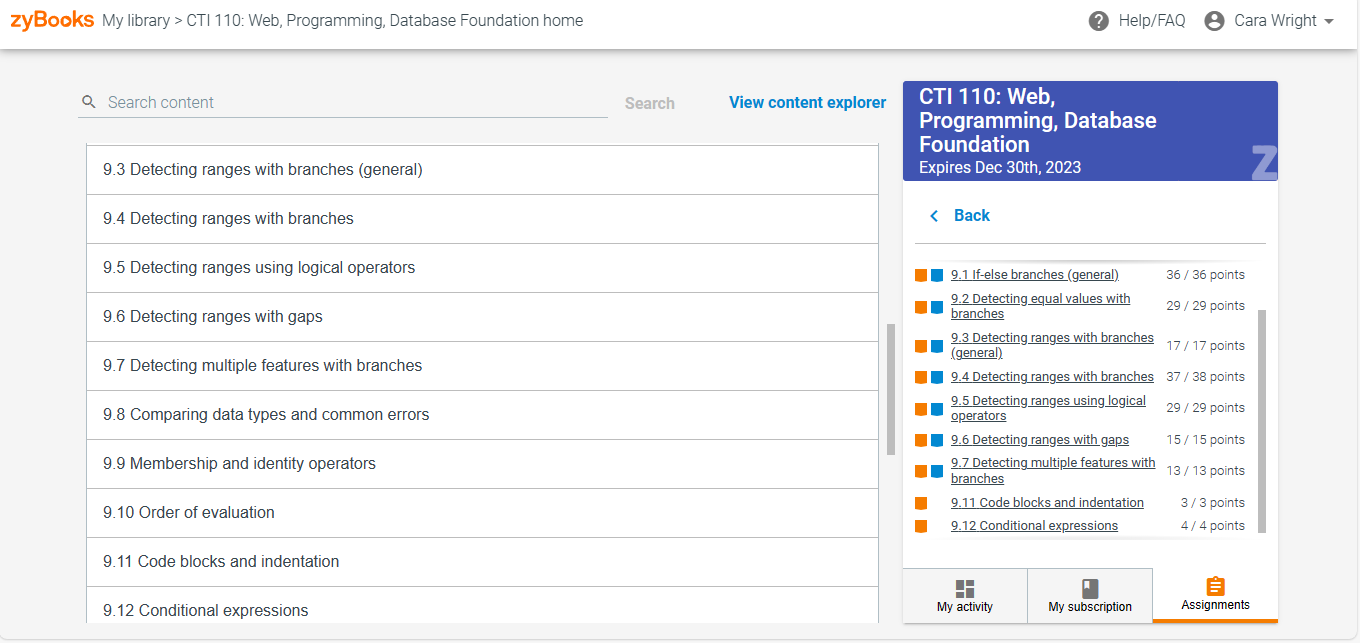 zyBooks My library > CTI 110: Web, Programming, Database Foundation home
Help/FAQ
Cara Wright
Search content
Search
View content explorer
9.3 Detecting ranges with branches (general)
9.4 Detecting ranges with branches
9.5 Detecting ranges using logical operators
9.6 Detecting ranges with gaps
9.7 Detecting multiple features with branches
9.8 Comparing data types and common errors
9.9 Membership and identity operators
9.10 Order of evaluation
9.11 Code blocks and indentation
9.12 Conditional expressions
CTI 110: Web,
Programming, Database
Foundation
Expires Dec 30th, 2023
Z
Back
9.1 If-else branches (general) 36 / 36 points
9.2 Detecting equal values with
branches 29 / 29 points
9.3 Detecting ranges with branches
(general) 17 / 17 points
9.4 Detecting ranges with branches 37 / 38 points
9.5 Detecting ranges using logical
operators 29 / 29 points
9.6 Detecting ranges with gaps 15 / 15 points
9.7 Detecting multiple features with
branches 13 / 13 points
9.11 Code blocks and indentation 3 / 3 points
9.12 Conditional expressions 4 / 4 points
My activity
My subscription
Assignments